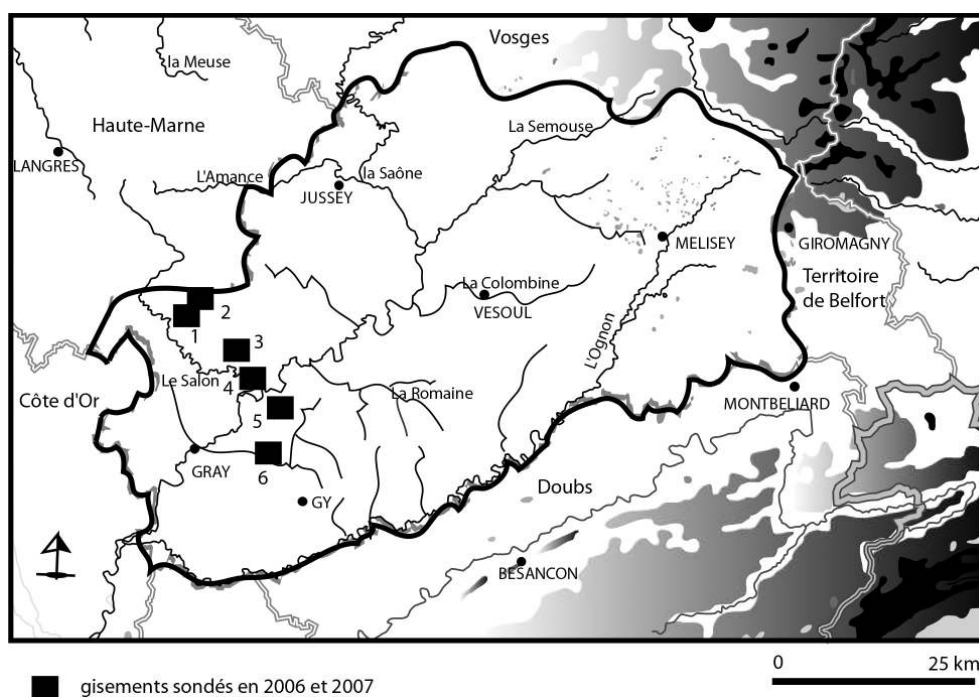 Vosges
la Meuse
Haute-Marne
La Semouse
LANGRES
L'Amance
la Saône
JUSSEY
MELISEY
GIROMAGNY
Territoire
de Belfort
La Colombine
VESOUL
2
1
3
L'Ognon
Le Salon
4
La Romaine
Côte d'Or
5
MONTBELIARD
GRAY
6
Doubs
GY
BESANCON
0 25 km
gisements sondés en 2006 et 2007